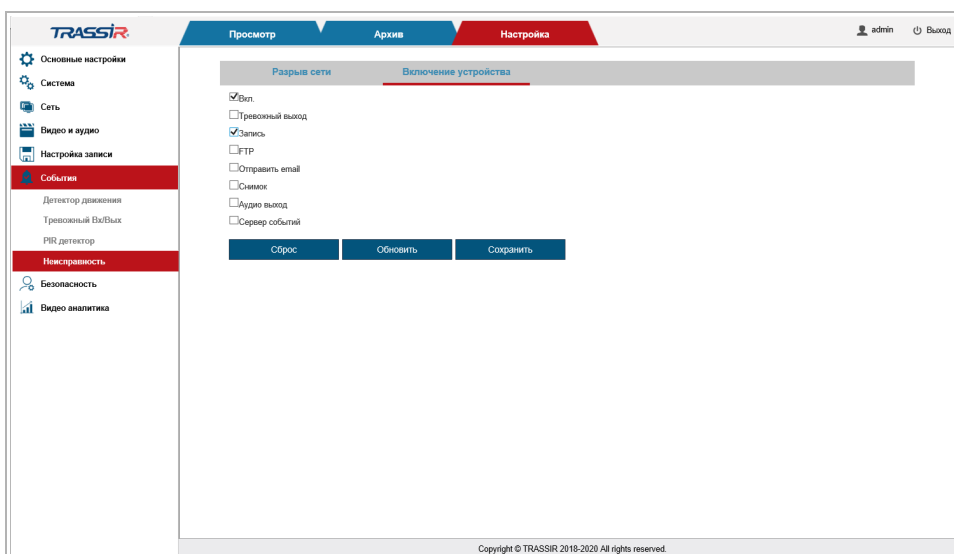 TRASSIR
Просмотр
Архив
Настройка
admin
Выход
Основные настройки
Система
Сеть
Видео и аудио
Настройка записи
События
Детектор движения
Тревожный Вх/Вых
PIR детектор
Неисправность
Безопасность
Видео аналитика
Разрыв сети
Включение устройства
Вкл.
Тревожный выход
Запись
FTP
Отправить email
Снимок
Аудио выход
Сервер событий
Сброс
Обновить
Сохранить
Copyright © TRASSIR 2018-2020 All rights reserved.